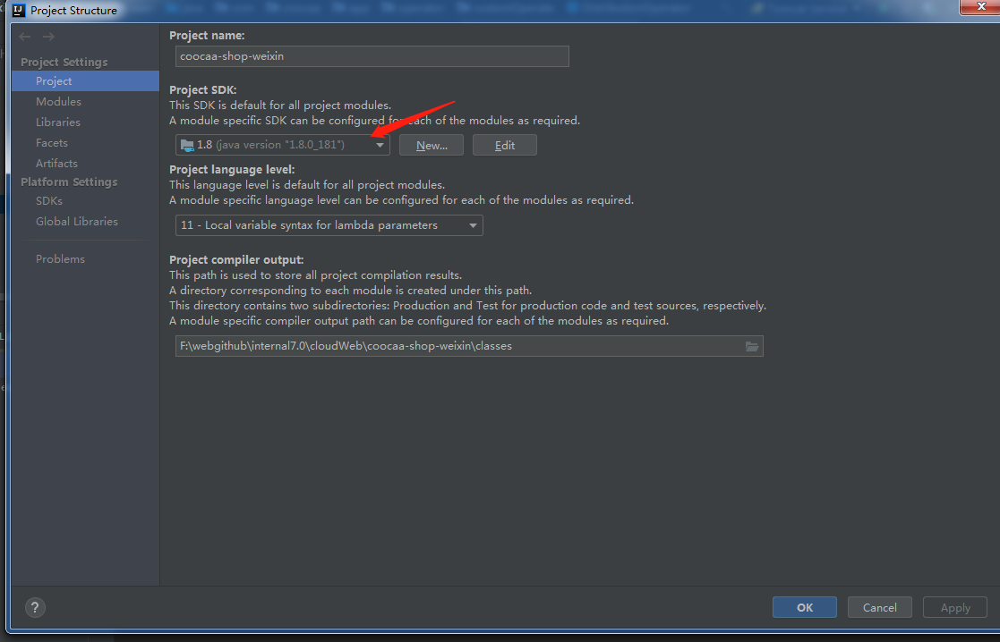 IJ Project Structure
Project Settings
Project
Modules
Libraries
Facets
Artifacts
Platform Settings
SDKs
Global Libraries
Problems
Project name:
coocaa-shop-weixin
Project SDK:
This SDK is default for all project modules.
A module specific SDK can be configured for each of the modules as required.
1.8 (java version "1.8.0_181") New... Edit
Project language level:
This language level is default for all project modules.
A module specific language level can be configured for each of the modules as required.
11 - Local variable syntax for lambda parameters
Project compiler output:
This path is used to store all project compilation results.
A directory corresponding to each module is created under this path.
This directory contains two subdirectories: Production and Test for production code and test sources, respectively.
A module specific compiler output path can be configured for each of the modules as required.
F:\webgithub\internal7.0\cloudWeb\coocaa-shop-weixin\classes
? OK Cancel Apply